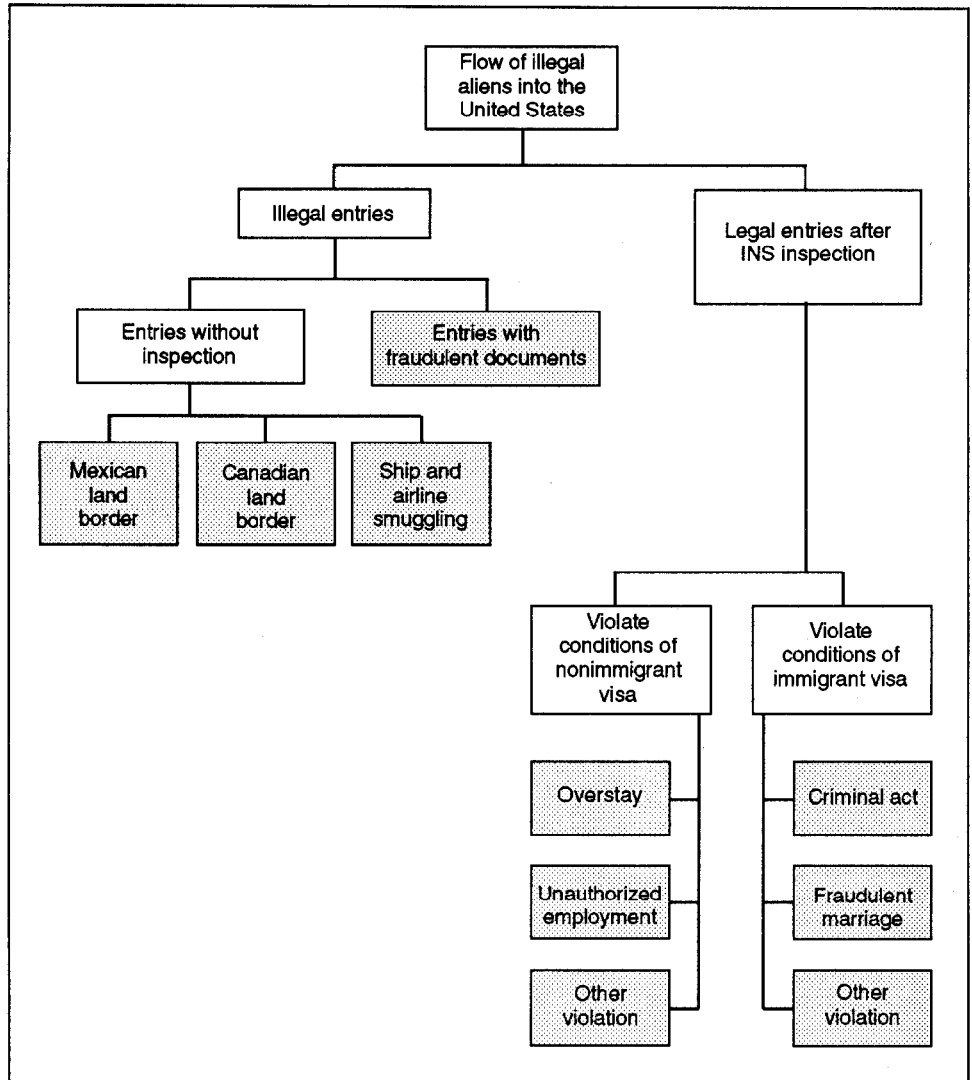 Flow of illegal
aliens into the
United States
Illegal entries
Legal entries after
INS inspection
Entries without
inspection
Entries with
fraudulent documents
Mexican
land
border
Canadian
land
border
Ship and
airline
smuggling
Violate
conditions of
nonimmigrant
visa
Violate
conditions of
immigrant visa
Overstay
Criminal act
Unauthorized
employment
Fraudulent
marriage
Other
violation
Other
violation